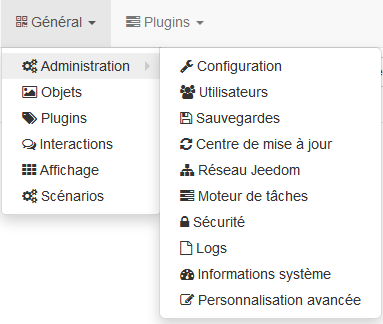 Général
Plugins
Administration
Objets
Plugins
Interactions
Affichage
Scénarios
Configuration
Utilisateurs
Sauvegardes
Centre de mise à jour
Réseau Jeedom
Moteur de tâches
Sécurité
Logs
Informations système
Personnalisation avancée